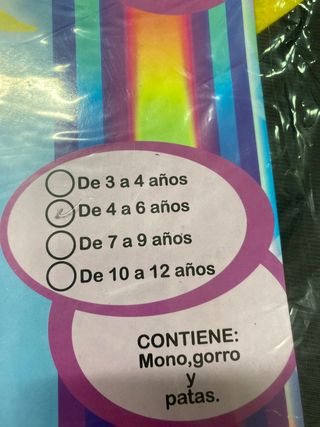 De 3 a 4 años
De 4 a 6 años
De 7 a 9 años
De 10 a 12 años
CONTIENE:
Mono,gorro
y
patas.